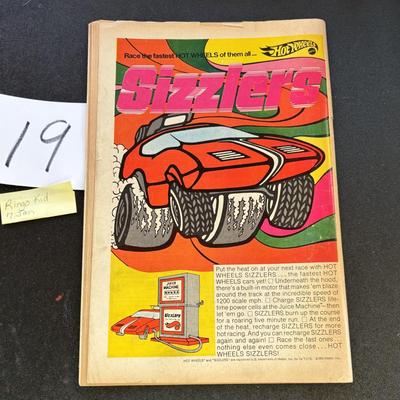 Race the fastest HOT WHEELS of them all ...
Hot Wheels
Sizzlers
19
Ringo Kid
7. Jan
JUICE
MACHINE
Sizzlers
Put the heat on at your next race with HOT
WHEELS SIZZLERS . . . the fastest HOT
WHEELS cars yet! □ Underneath the hood,
there's a built-in motor that makes 'em blaze
around the track at the incredible speed of
1200 scale mph. □ Charge SIZZLERS life-
time power cells at the Juice Machine—then
let 'em go. □ SIZZLERS burn up the course
for a roaring five minute run. □ At the end
of the heat, recharge SIZZLERS for more
hot racing. And you can recharge SIZZLERS
again and again! □ Race the fast ones . . .
nothing else even comes close. . .HOT
WHEELS SIZZLERS!